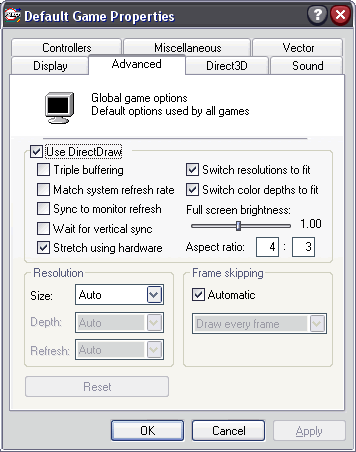 Default Game Properties
Controllers Miscellaneous Vector
Display Advanced Direct3D Sound
Global game options
Default options used by all games
Use DirectDraw
Triple buffering
Match system refresh rate
Sync to monitor refresh
Wait for vertical sync
Stretch using hardware
Switch resolutions to fit
Switch color depths to fit
Full screen brightness:
1.00
Aspect ratio: 4 : 3
Resolution
Size: Auto
Depth: Auto
Refresh: Auto
Frame skipping
Automatic
Draw every frame
Reset
OK Cancel Apply